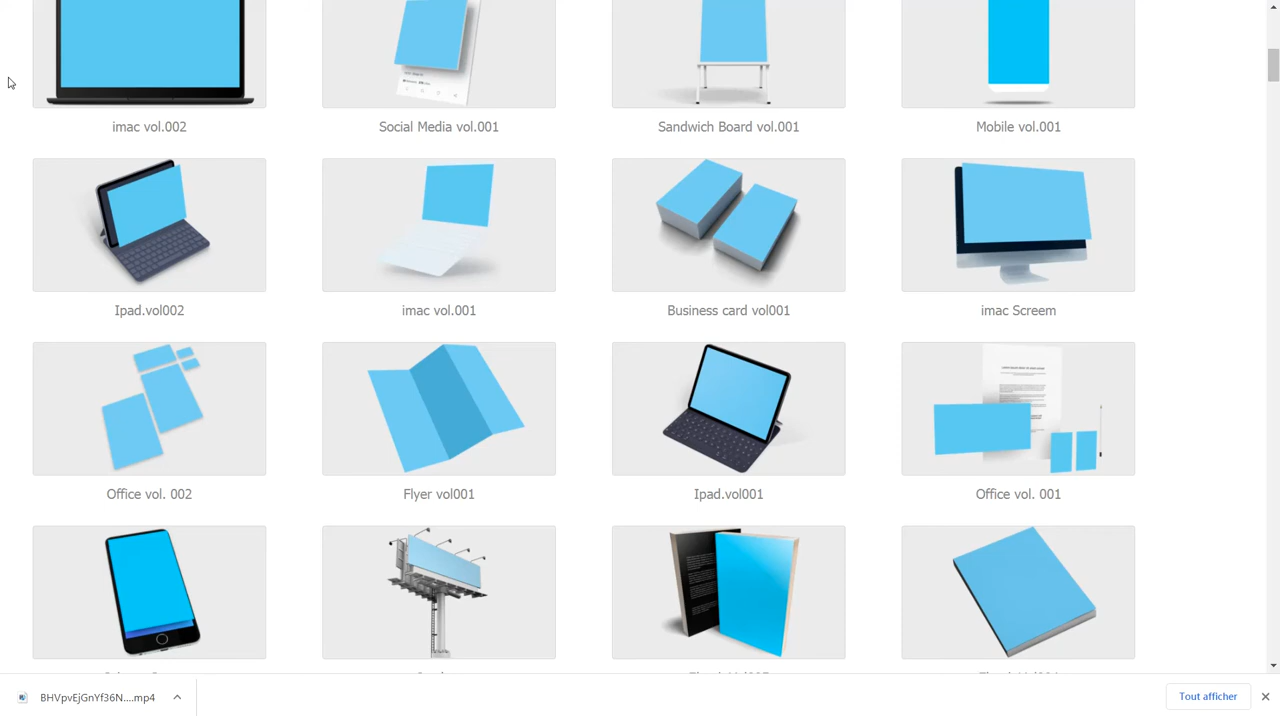 imac vol.002
Social Media vol.001
Sandwich Board vol.001
Mobile vol.001
Ipad.vol002
imac vol.001
Business card vol001
imac Screem
Office vol. 002
Flyer vol001
Ipad.vol001
Office vol. 001
BHVpvEjGnYf36N....mp4
Tout afficher